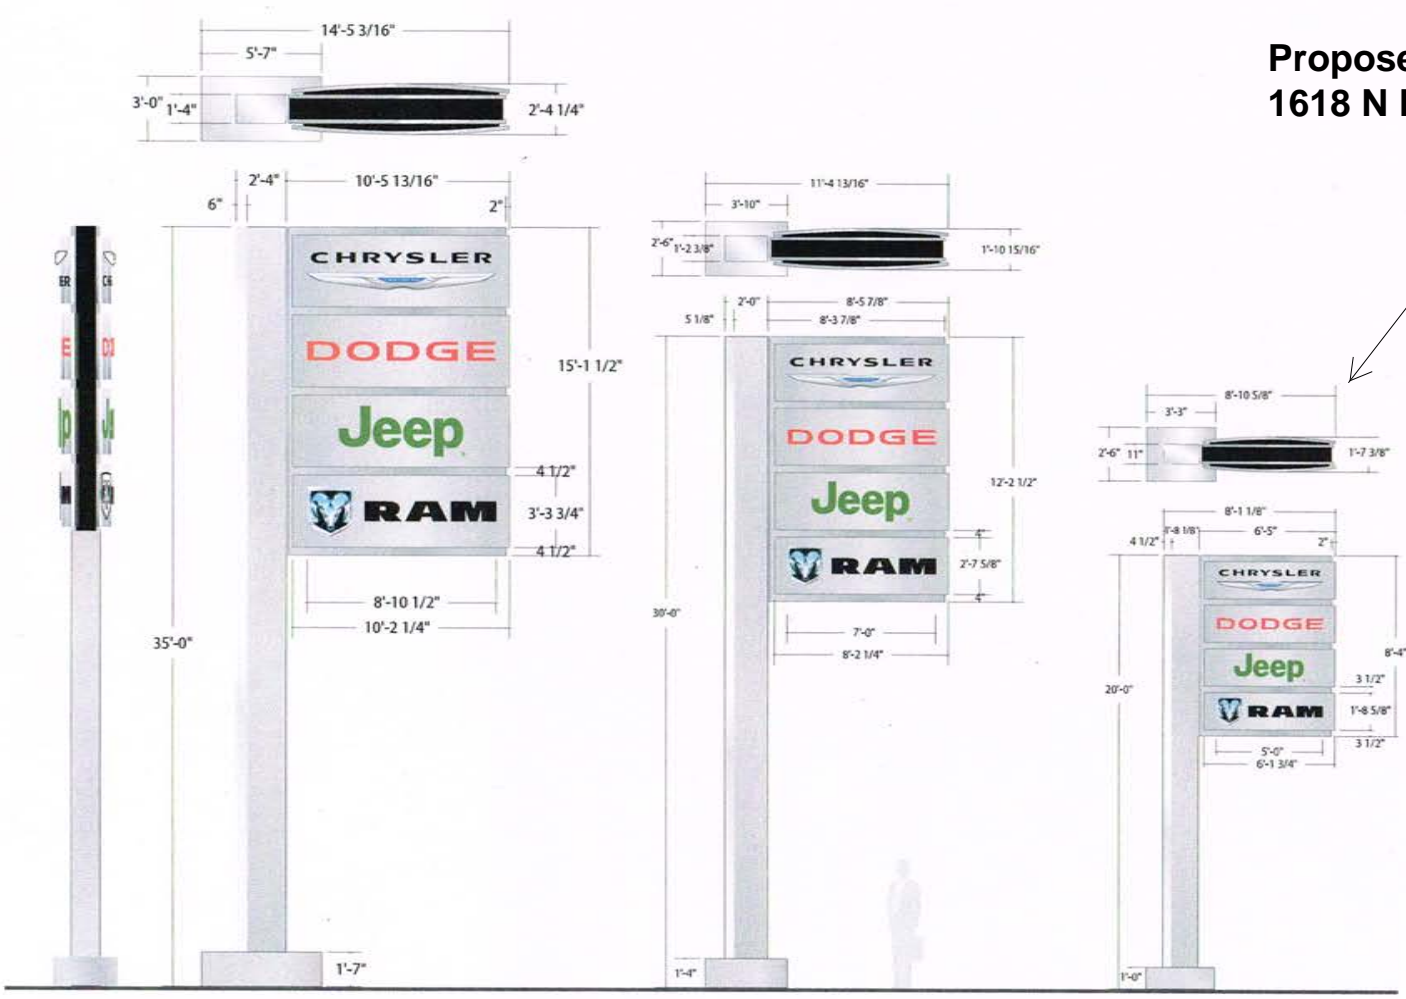 Propose
1618 N
14'-5 3/16"
5'-7"
3'-0"
1'-4"
2'-4 1/4"
2'-4"
10'-5 13/16"
6"
2"
ER
CH
E
ep
Je
CHRYSLER
DODGE
Jeep
RAM
15'-1 1/2"
4 1/2"
3'-3 3/4"
4 1/2"
8'-10 1/2"
10'-2 1/4"
35'-0"
1'-7"
11'-4 13/16"
3'-10"
2'-6"
1'-2 3/8"
1'-10 15/16"
2'-0"
8'-5 7/8"
5 1/8"
8'-3 7/8"
CHRYSLER
DODGE
Jeep
RAM
12'-2 1/2"
4"
2'-7 5/8"
4"
7'-0"
8'-2 1/4"
30'-0"
1'-4"
8'-10 5/8"
3'-3"
2'-6"
11"
1'-7 3/8"
8'-1 1/8"
1'-8 1/8"
6'-5"
4 1/2"
2"
CHRYSLER
DODGE
Jeep
RAM
8'-4"
3 1/2"
1'-8 5/8"
3 1/2"
5'-0"
6'-1 3/4"
20'-0"
1'-0"